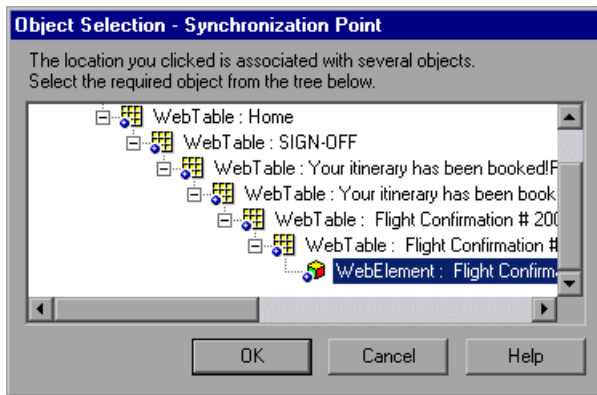 Object Selection - Synchronization Point
The location you clicked is associated with several objects.
Select the required object from the tree below.
WebTable : Home
WebTable : SIGN-OFF
WebTable : Your itinerary has been booked!F
WebTable : Your itinerary has been book
WebTable : Flight Confirmation # 200
WebTable : Flight Confirmation #
WebElement : Flight Confirma
OK Cancel Help